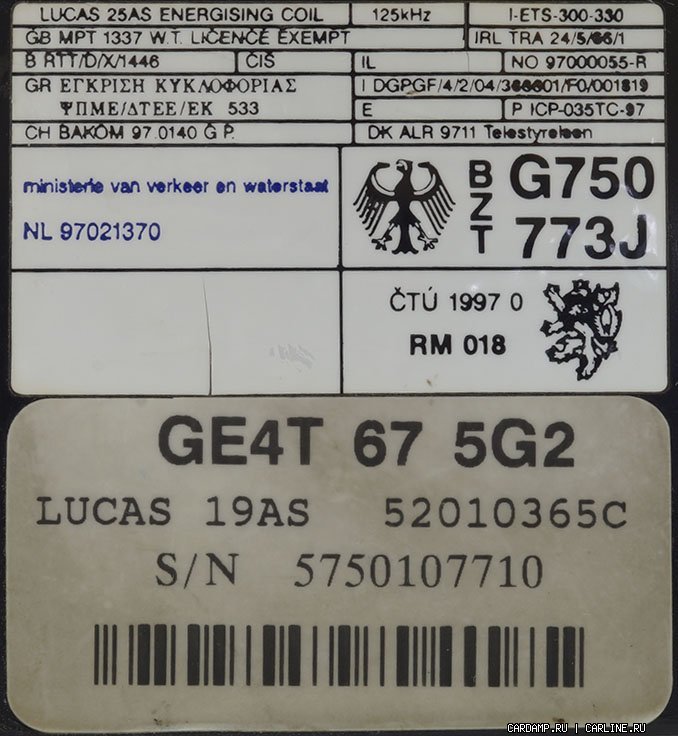 LUCAS 25AS ENERGISING COIL 125kHz I-ETS-300-330
GB MPT 1337 W.T. LICENCE EXEMPT IRL TRA 24/5/66/1
B RTT/D/X/1446 CIS IL NO 97000055-R
GR ΕΓΚΡΙΣΗ ΚΥΚΛΟΦΟΡΙΑΣ I DGPGF/4/2/04/366601/FO/001819
ΨΠΜΕ/ΔΤΕΕ/ΕΚ 533 E P ICP-035TC-97
CH BAKOM 97.0140 G P. DK ALR 9711 Telestyrelsen
ministerie van verkeer en waterstaat
NL 97021370
BZT G750
773J
ČTÚ 1997 0
RM 018
GE4T 67 5G2
LUCAS 19AS 52010365C
S/N 5750107710
CARDAMP.RU | CARLINE.RU